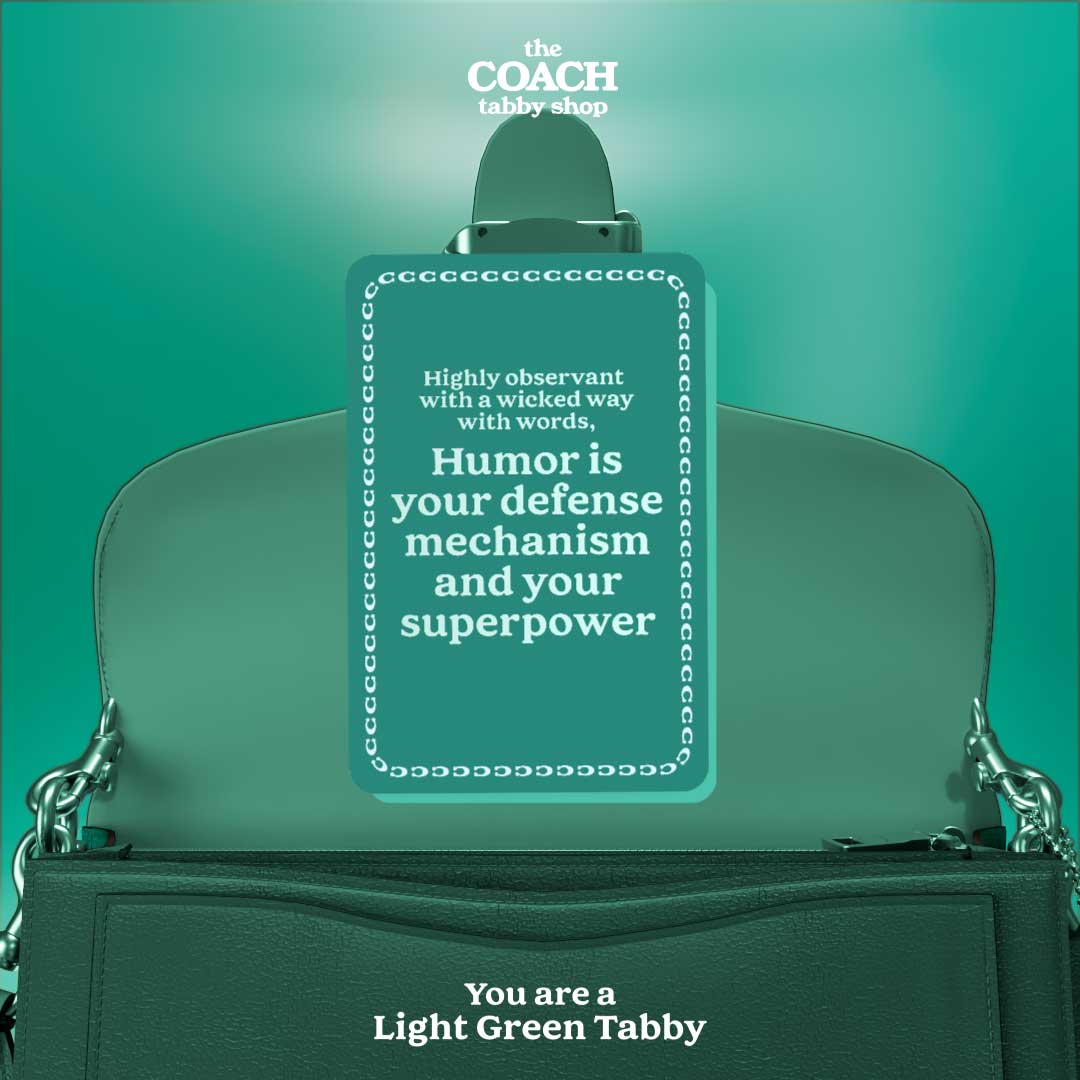 the
COACH
tabby shop
Highly observant
with a wicked way
with words,
Humor is
your defense
mechanism
and your
superpower
You are a
Light Green Tabby